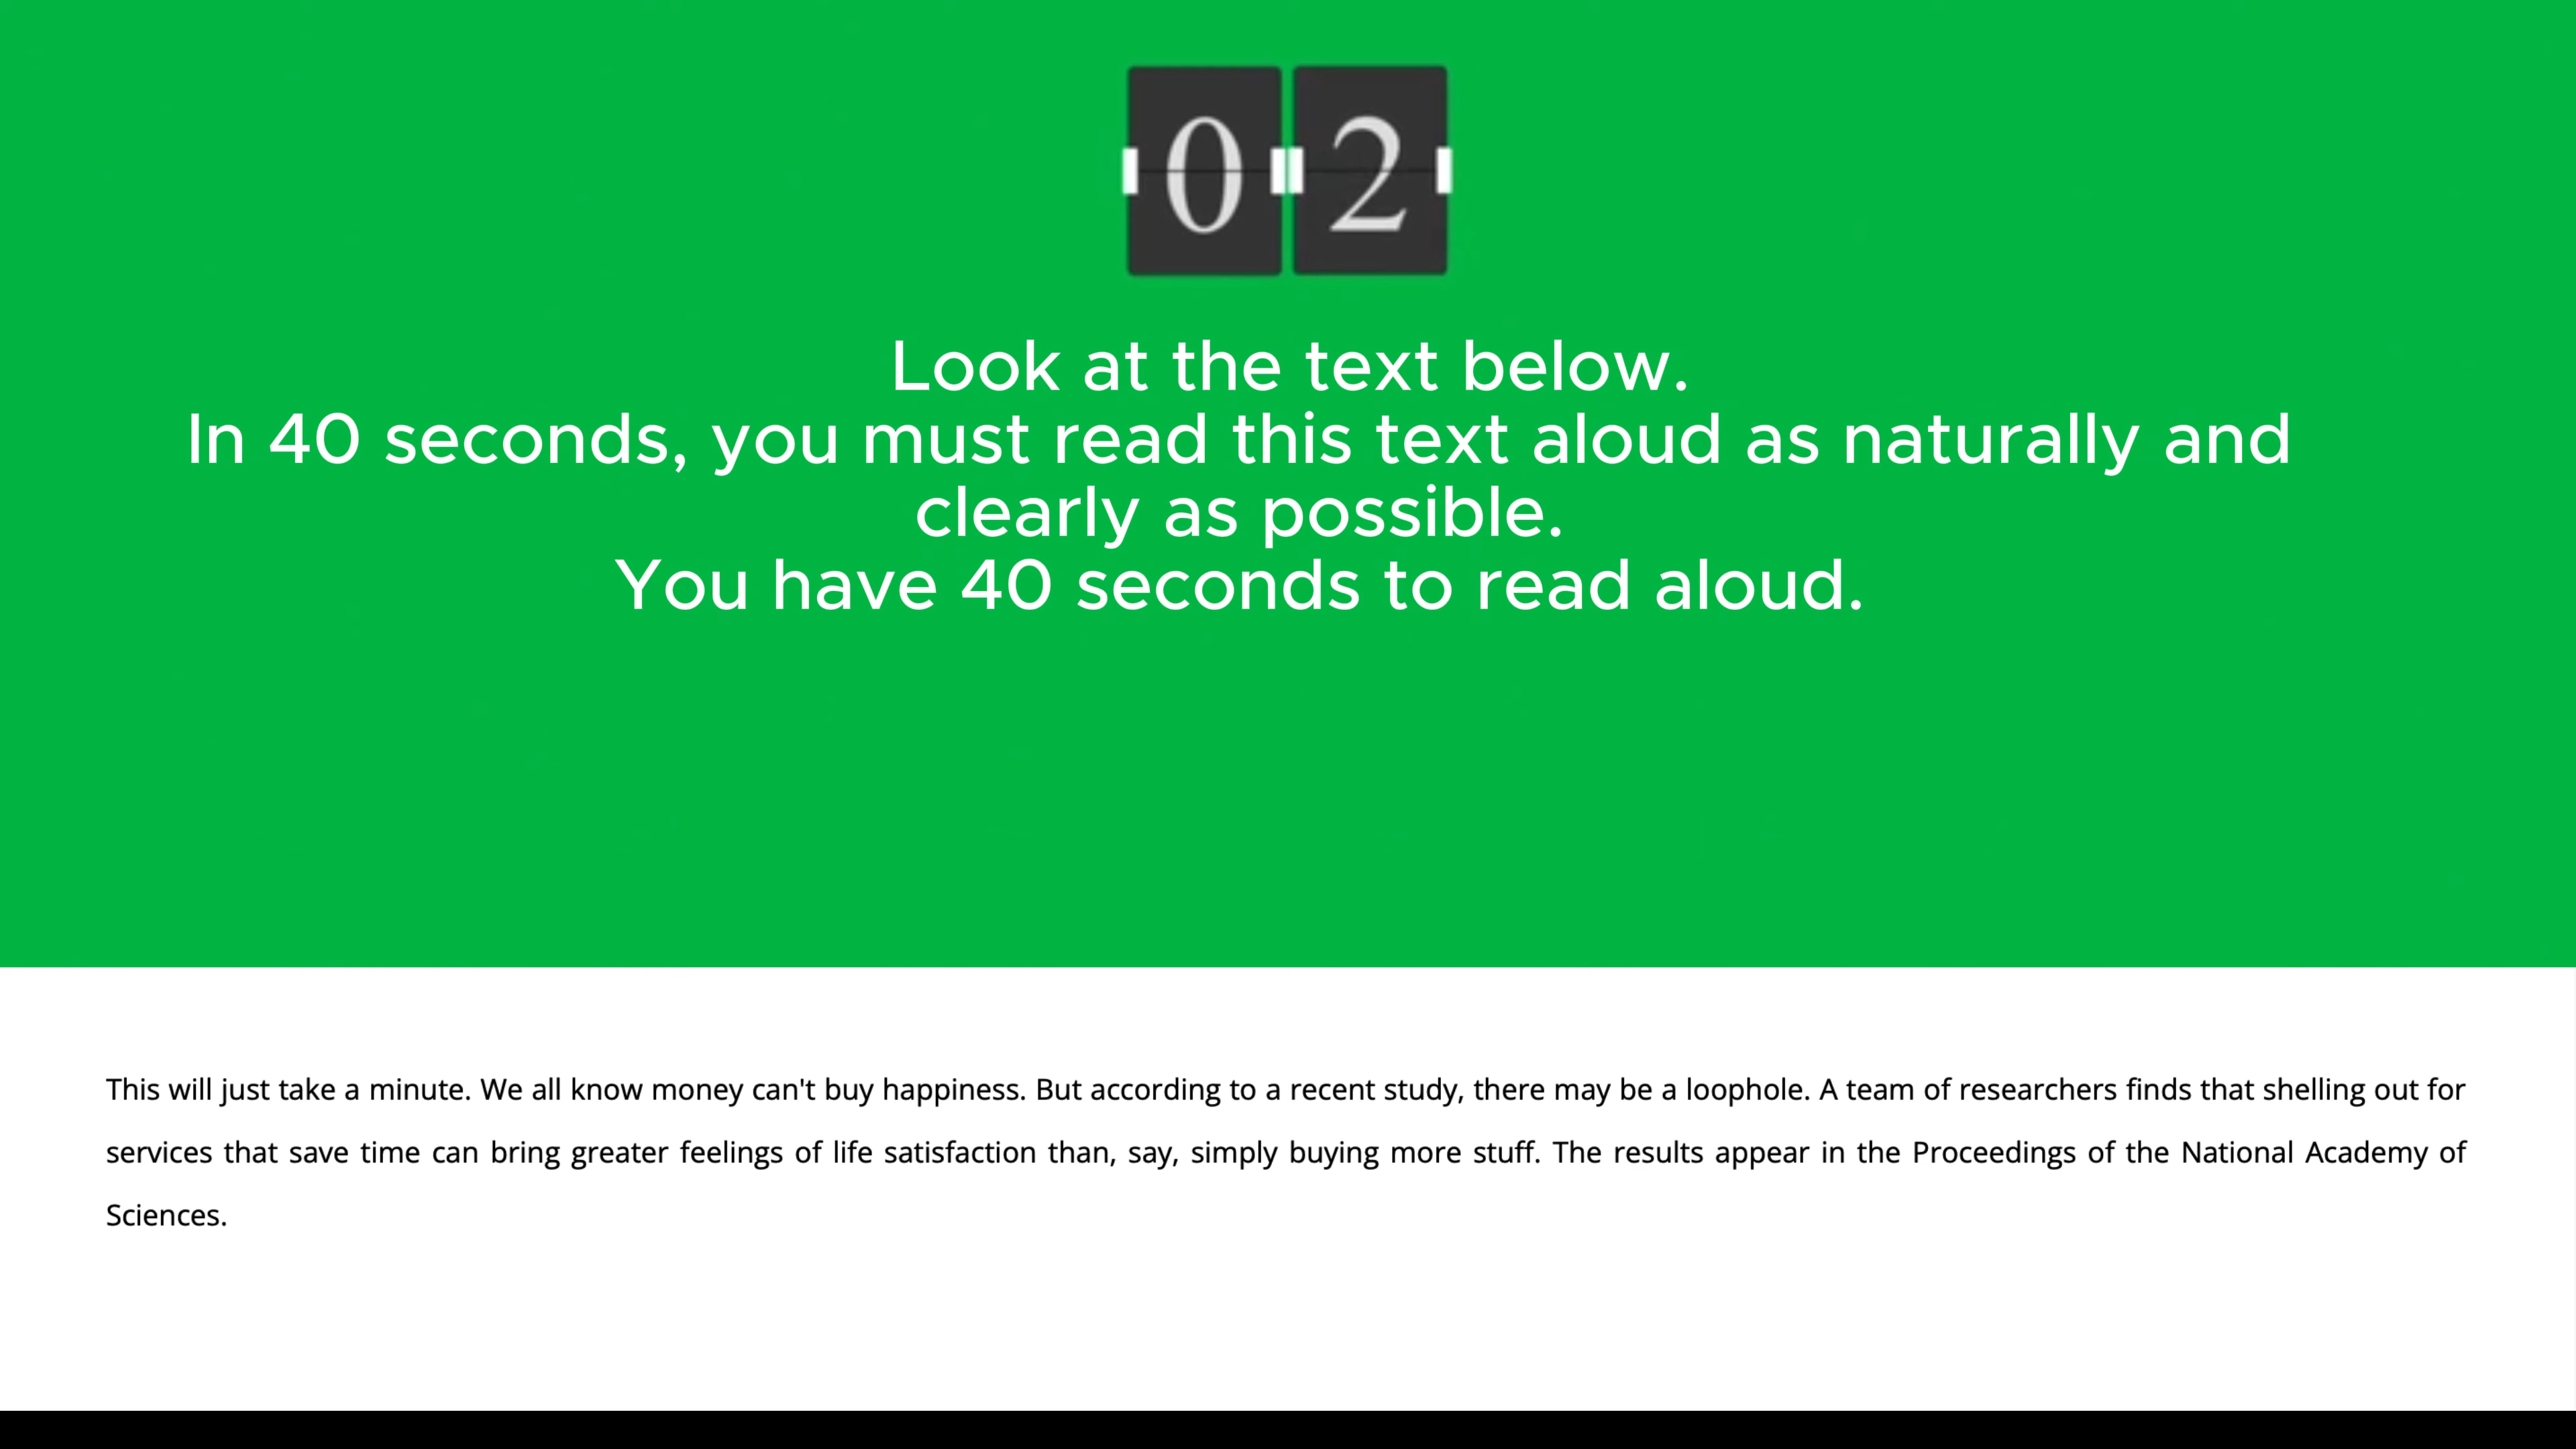 02
Look at the text below.
In 40 seconds, you must read this text aloud as naturally and
clearly as possible.
You have 40 seconds to read aloud.
This will just take a minute. We all know money can't buy happiness. But according to a recent study, there may be a loophole. A team of researchers finds that shelling out for
services that save time can bring greater feelings of life satisfaction than, say, simply buying more stuff. The results appear in the Proceedings of the National Academy of
Sciences.